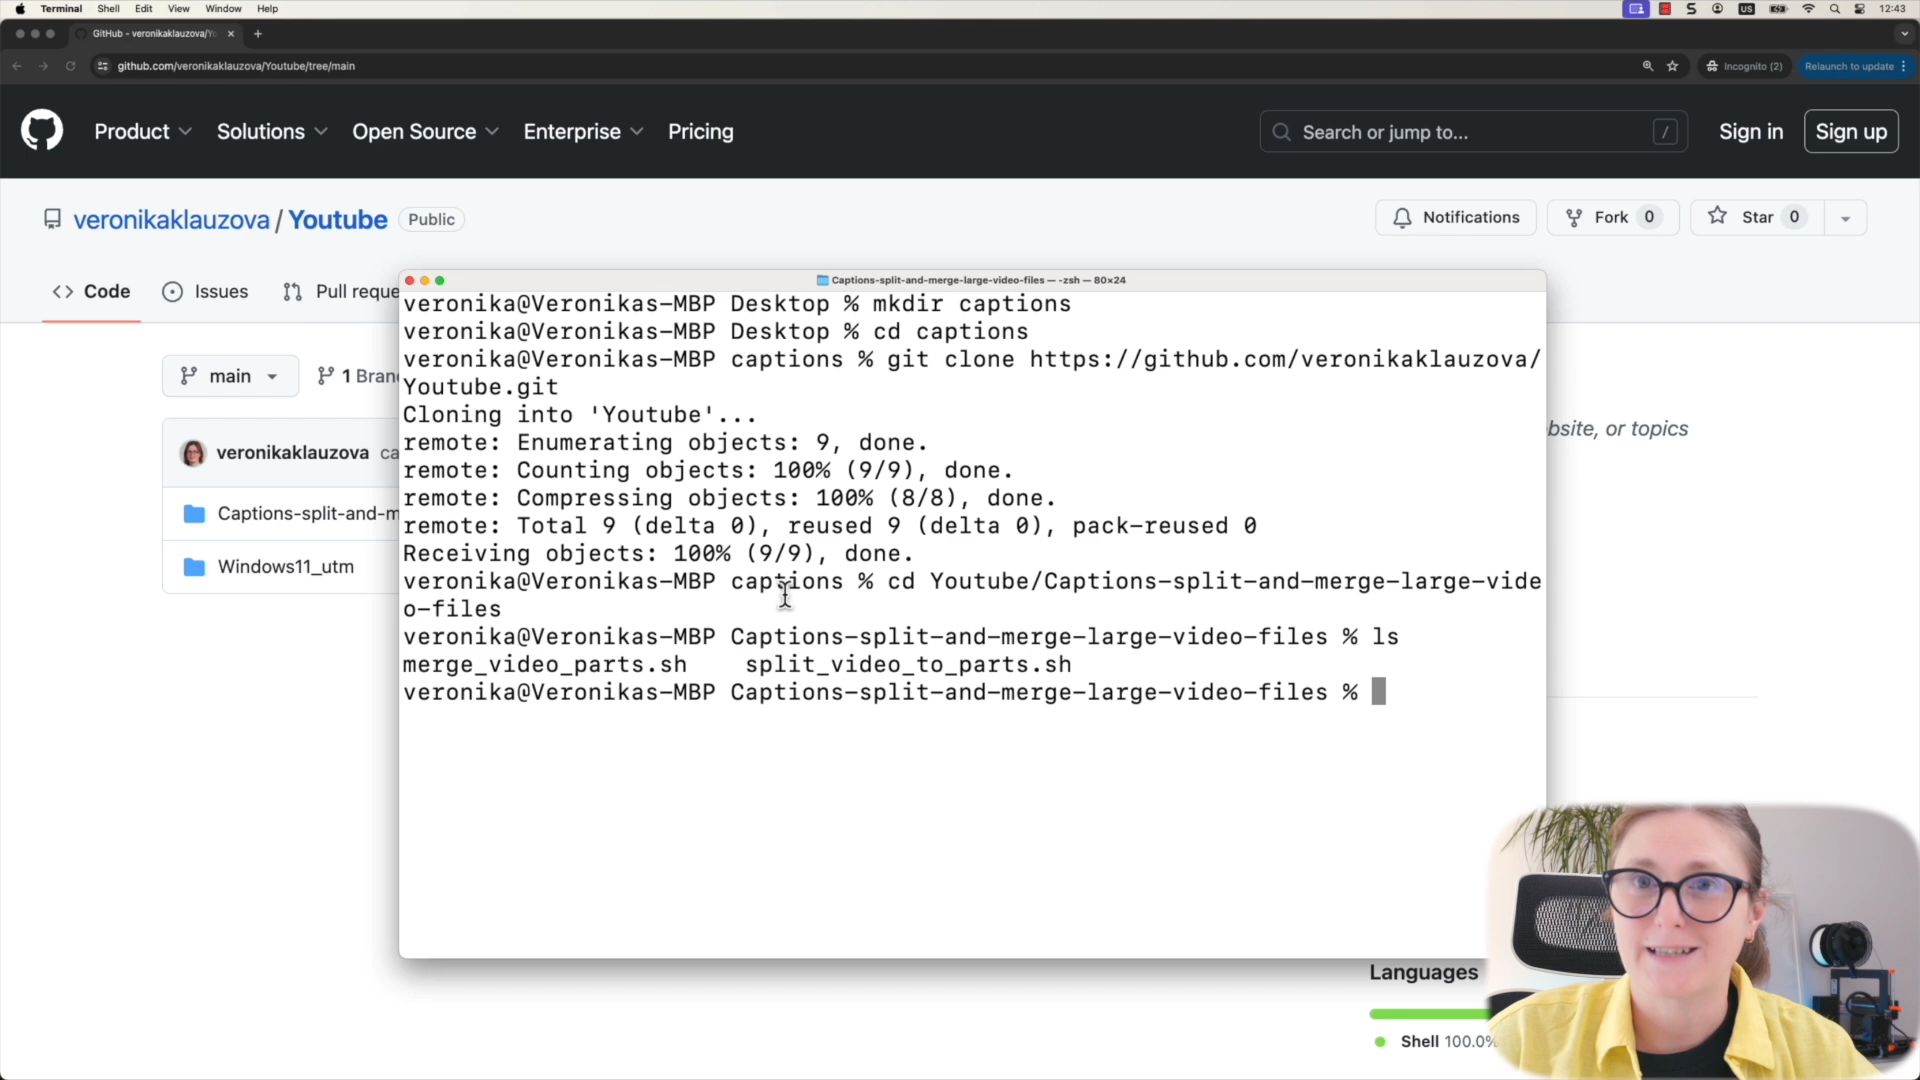 Terminal Shell Edit View Window Help
US 12:43
GitHub - veronikaklauzova/Yo
github.com/veronikaklauzova/Youtube/tree/main
Incognito (2) Relaunch to update
Product Solutions Open Source Enterprise Pricing
Search or jump to... / Sign in Sign up
veronikaklauzova / Youtube Public
Notifications Fork 0 Star 0
Code Issues Pull reque
main 1 Bran
veronikaklauzova ca
Captions-split-and-m
Windows11_utm
bsite, or topics
Captions-split-and-merge-large-video-files — -zsh — 80×24
veronika@Veronikas-MBP Desktop % mkdir captions
veronika@Veronikas-MBP Desktop % cd captions
veronika@Veronikas-MBP captions % git clone https://github.com/veronikaklauzova/
Youtube.git
Cloning into 'Youtube'...
remote: Enumerating objects: 9, done.
remote: Counting objects: 100% (9/9), done.
remote: Compressing objects: 100% (8/8), done.
remote: Total 9 (delta 0), reused 9 (delta 0), pack-reused 0
Receiving objects: 100% (9/9), done.
veronika@Veronikas-MBP captions % cd Youtube/Captions-split-and-merge-large-vide
o-files
veronika@Veronikas-MBP Captions-split-and-merge-large-video-files % ls
merge_video_parts.sh split_video_to_parts.sh
veronika@Veronikas-MBP Captions-split-and-merge-large-video-files %
Languages
Shell 100.0%